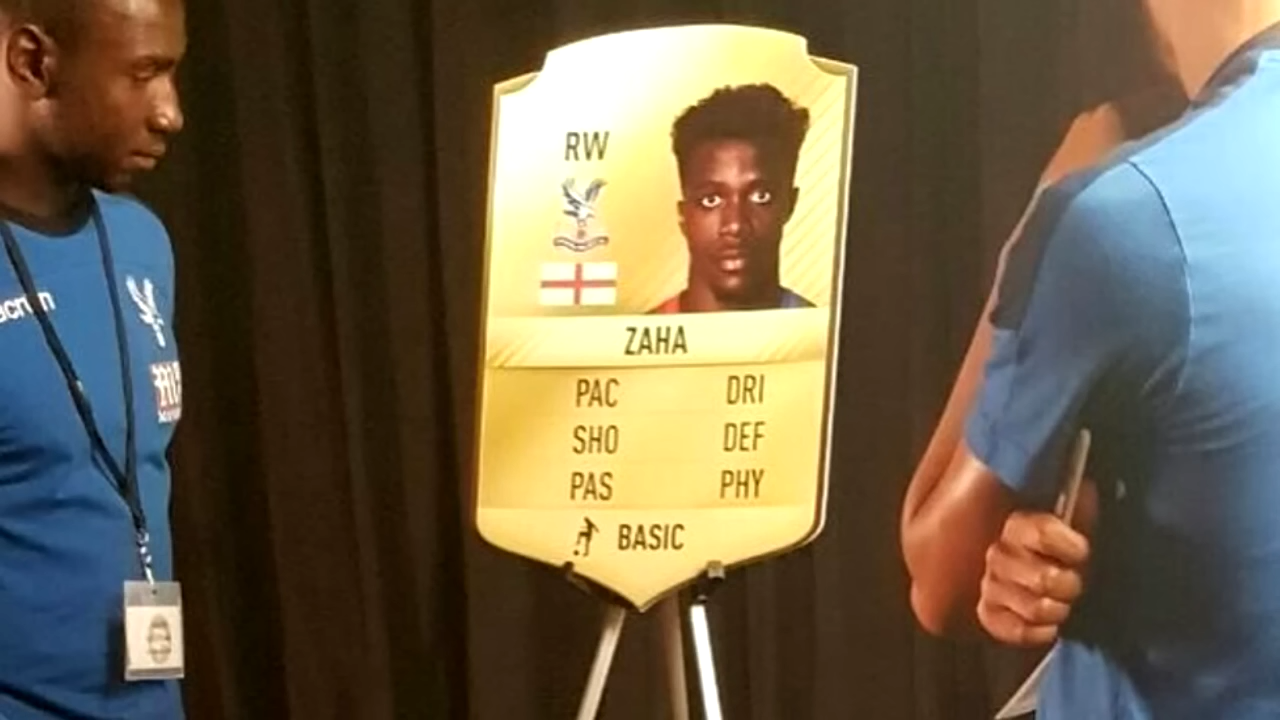 RW
ZAHA
PAC DRI
SHO DEF
PAS PHY
BASIC